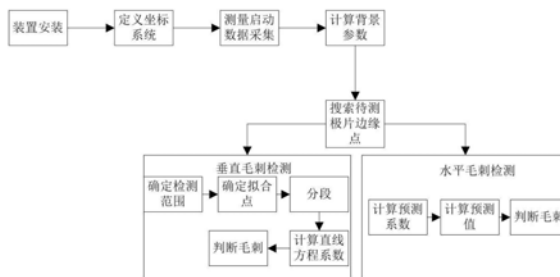 装置安装
定义坐标
系统
测量启动
数据采集
计算背景
参数
搜索待测
极片边缘
点
垂直毛刺检测
确定检测
范围
确定拟合
点
分段
计算直线
方程系数
判断毛刺
水平毛刺检测
计算预测
系数
计算预测
值
判断毛刺